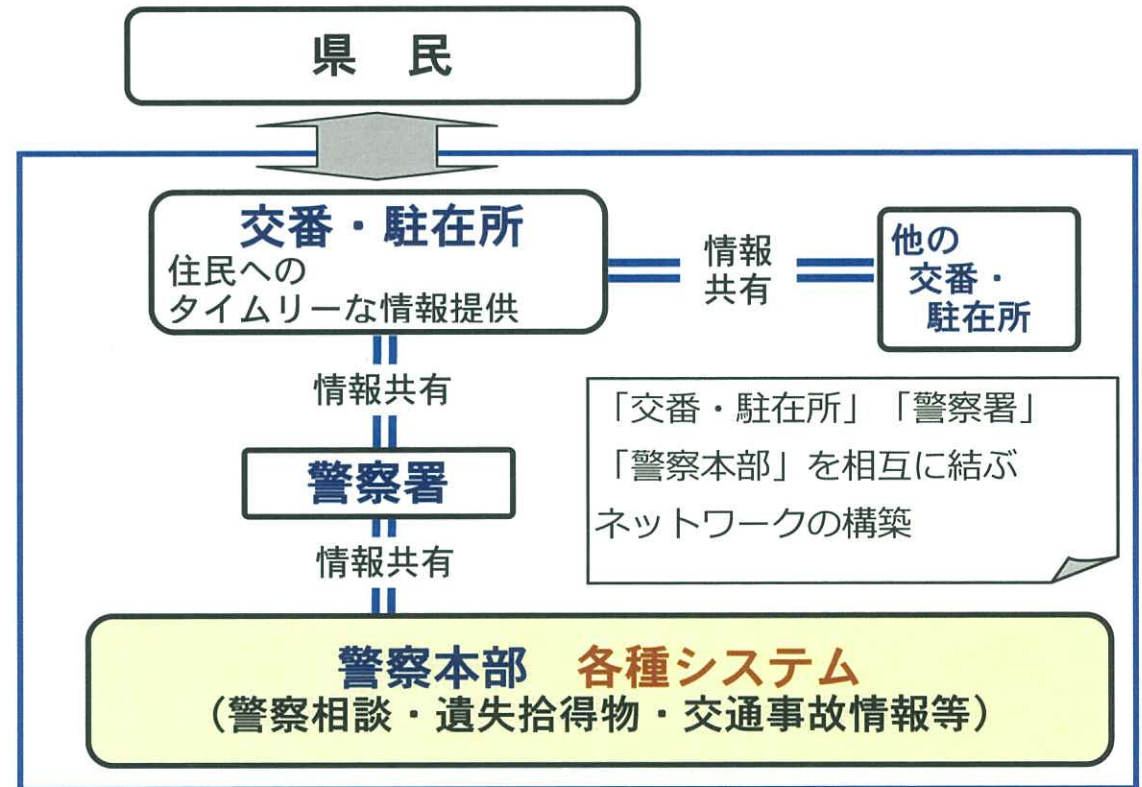 県　民
交番・駐在所
住民への
タイムリーな情報提供
情報
共有
他の
交番・
駐在所
情報共有
「交番・駐在所」「警察署」
「警察本部」を相互に結ぶ
ネットワークの構築
警察署
情報共有
警察本部　各種システム
（警察相談・遺失拾得物・交通事故情報等）